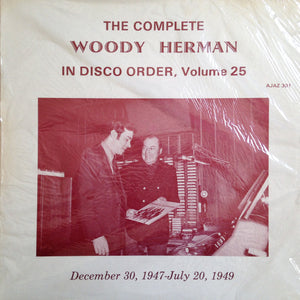 THE COMPLETE
WOODY HERMAN
IN DISCO ORDER, Volume 25
AJAZ 301
December 30, 1947-July 20, 1949